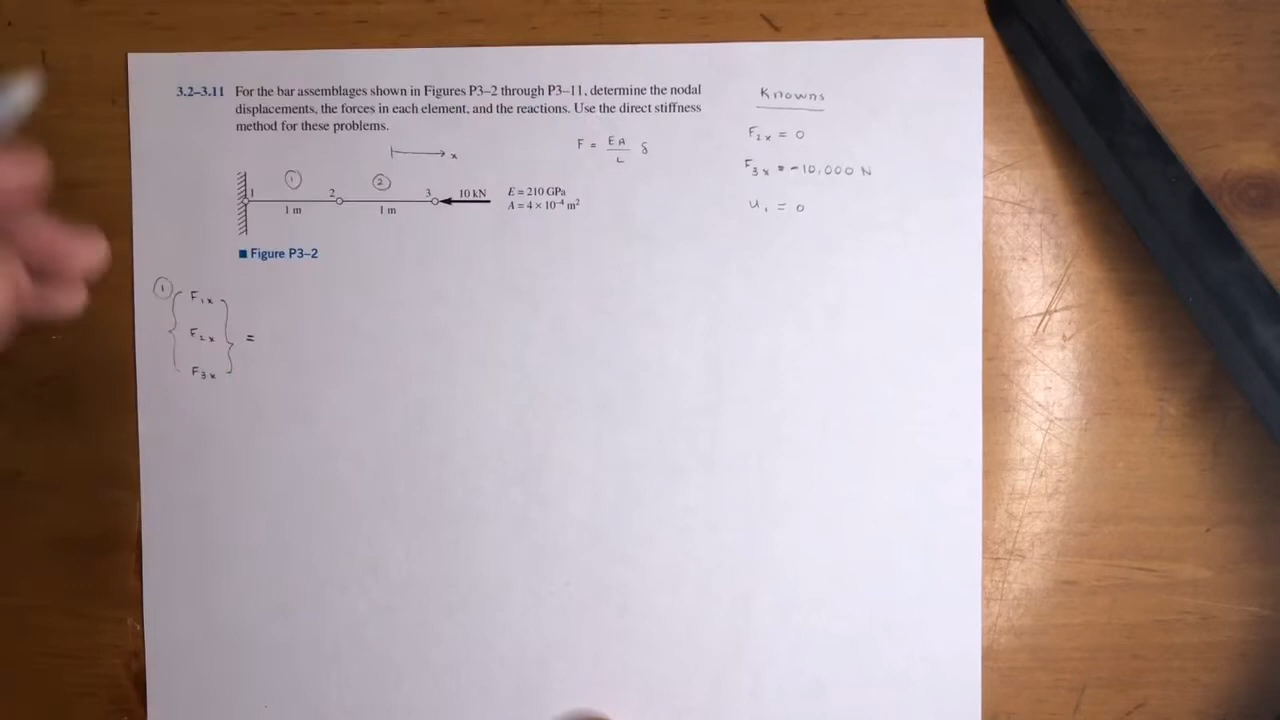 3.2–3.11 For the bar assemblages shown in Figures P3–2 through P3–11, determine the nodal
displacements, the forces in each element, and the reactions. Use the direct stiffness
method for these problems.
x
F = EA/L δ
① ②
1 2 3 10 kN
1 m 1 m
E = 210 GPa
A = 4 × 10⁻⁴ m²
■ Figure P3–2
Knowns
F₂ₓ = 0
F₃ₓ = -10,000 N
u₁ = 0
①
{ F₁ₓ
F₂ₓ } =
F₃ₓ